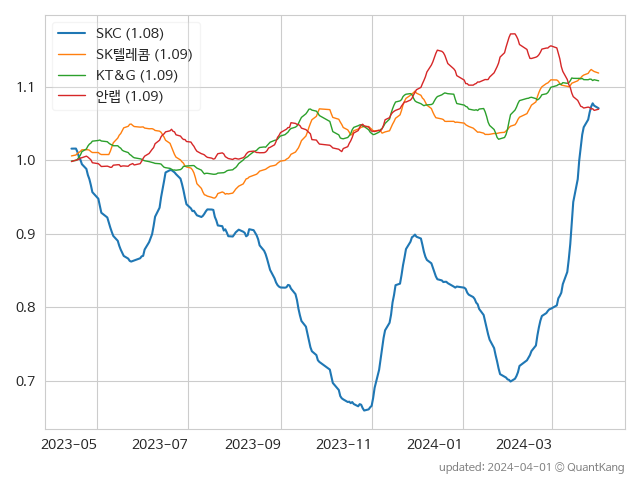 SKC (1.08)
SK텔레콤 (1.09)
KT&G (1.09)
안랩 (1.09)
1.1
1.0
0.9
0.8
0.7
2023-05 2023-07 2023-09 2023-11 2024-01 2024-03
updated: 2024-04-01 © QuantKang